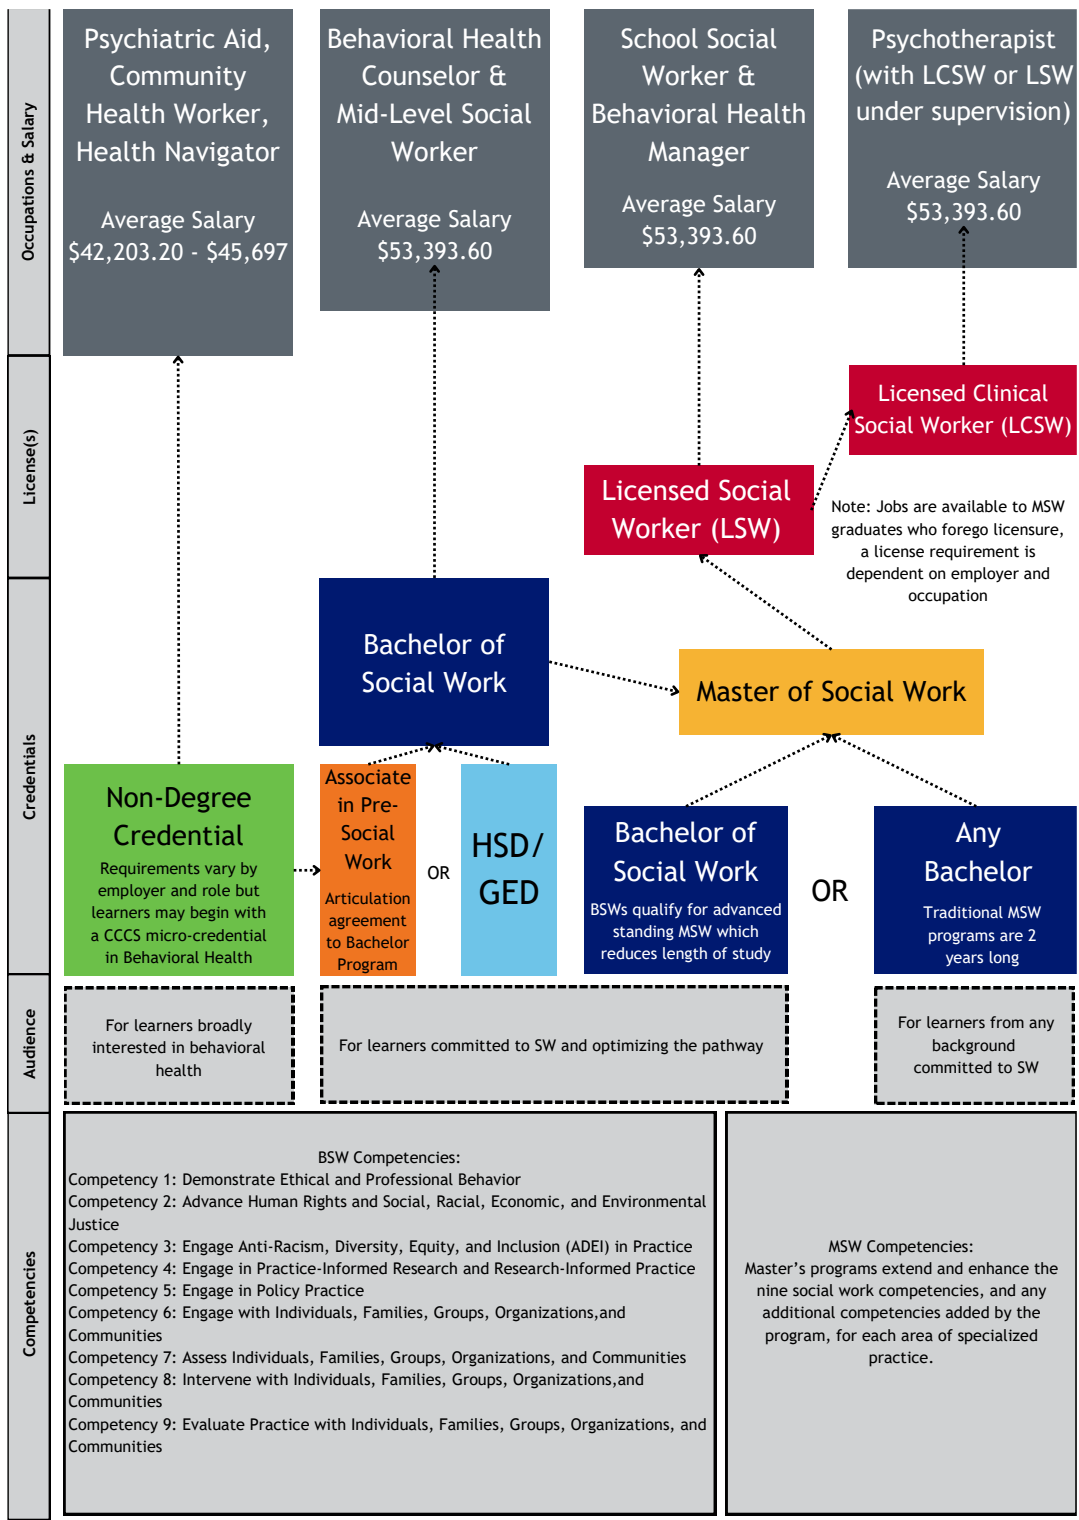 Occupations & Salary
Psychiatric Aid,
Community
Health Worker,
Health Navigator
Average Salary
$42,203.20 - $45,697
Behavioral Health
Counselor &
Mid-Level Social
Worker
Average Salary
$53,393.60
School Social
Worker &
Behavioral Health
Manager
Average Salary
$53,393.60
Psychotherapist
(with LCSW or LSW
under supervision)
Average Salary
$53,393.60
License(s)
Licensed Clinical
Social Worker (LCSW)
Licensed Social
Worker (LSW)
Note: Jobs are available to MSW
graduates who forego licensure,
a license requirement is
dependent on employer and
occupation
Credentials
Bachelor of
Social Work
Master of Social Work
Non-Degree
Credential
Requirements vary by
employer and role but
learners may begin with
a CCCS micro-credential
in Behavioral Health
Associate
in Pre-
Social
Work
Articulation
agreement
to Bachelor
Program
OR
HSD/
GED
Bachelor of
Social Work
BSWs qualify for advanced
standing MSW which
reduces length of study
OR
Any
Bachelor
Traditional MSW
programs are 2
years long
Audience
For learners broadly
interested in behavioral
health
For learners committed to SW and optimizing the pathway
For learners from any
background
committed to SW
Competencies
BSW Competencies:
Competency 1: Demonstrate Ethical and Professional Behavior
Competency 2: Advance Human Rights and Social, Racial, Economic, and Environmental
Justice
Competency 3: Engage Anti-Racism, Diversity, Equity, and Inclusion (ADEI) in Practice
Competency 4: Engage in Practice-Informed Research and Research-Informed Practice
Competency 5: Engage in Policy Practice
Competency 6: Engage with Individuals, Families, Groups, Organizations,and
Communities
Competency 7: Assess Individuals, Families, Groups, Organizations, and Communities
Competency 8: Intervene with Individuals, Families, Groups, Organizations,and
Communities
Competency 9: Evaluate Practice with Individuals, Families, Groups, Organizations, and
Communities
MSW Competencies:
Master’s programs extend and enhance the
nine social work competencies, and any
additional competencies added by the
program, for each area of specialized
practice.